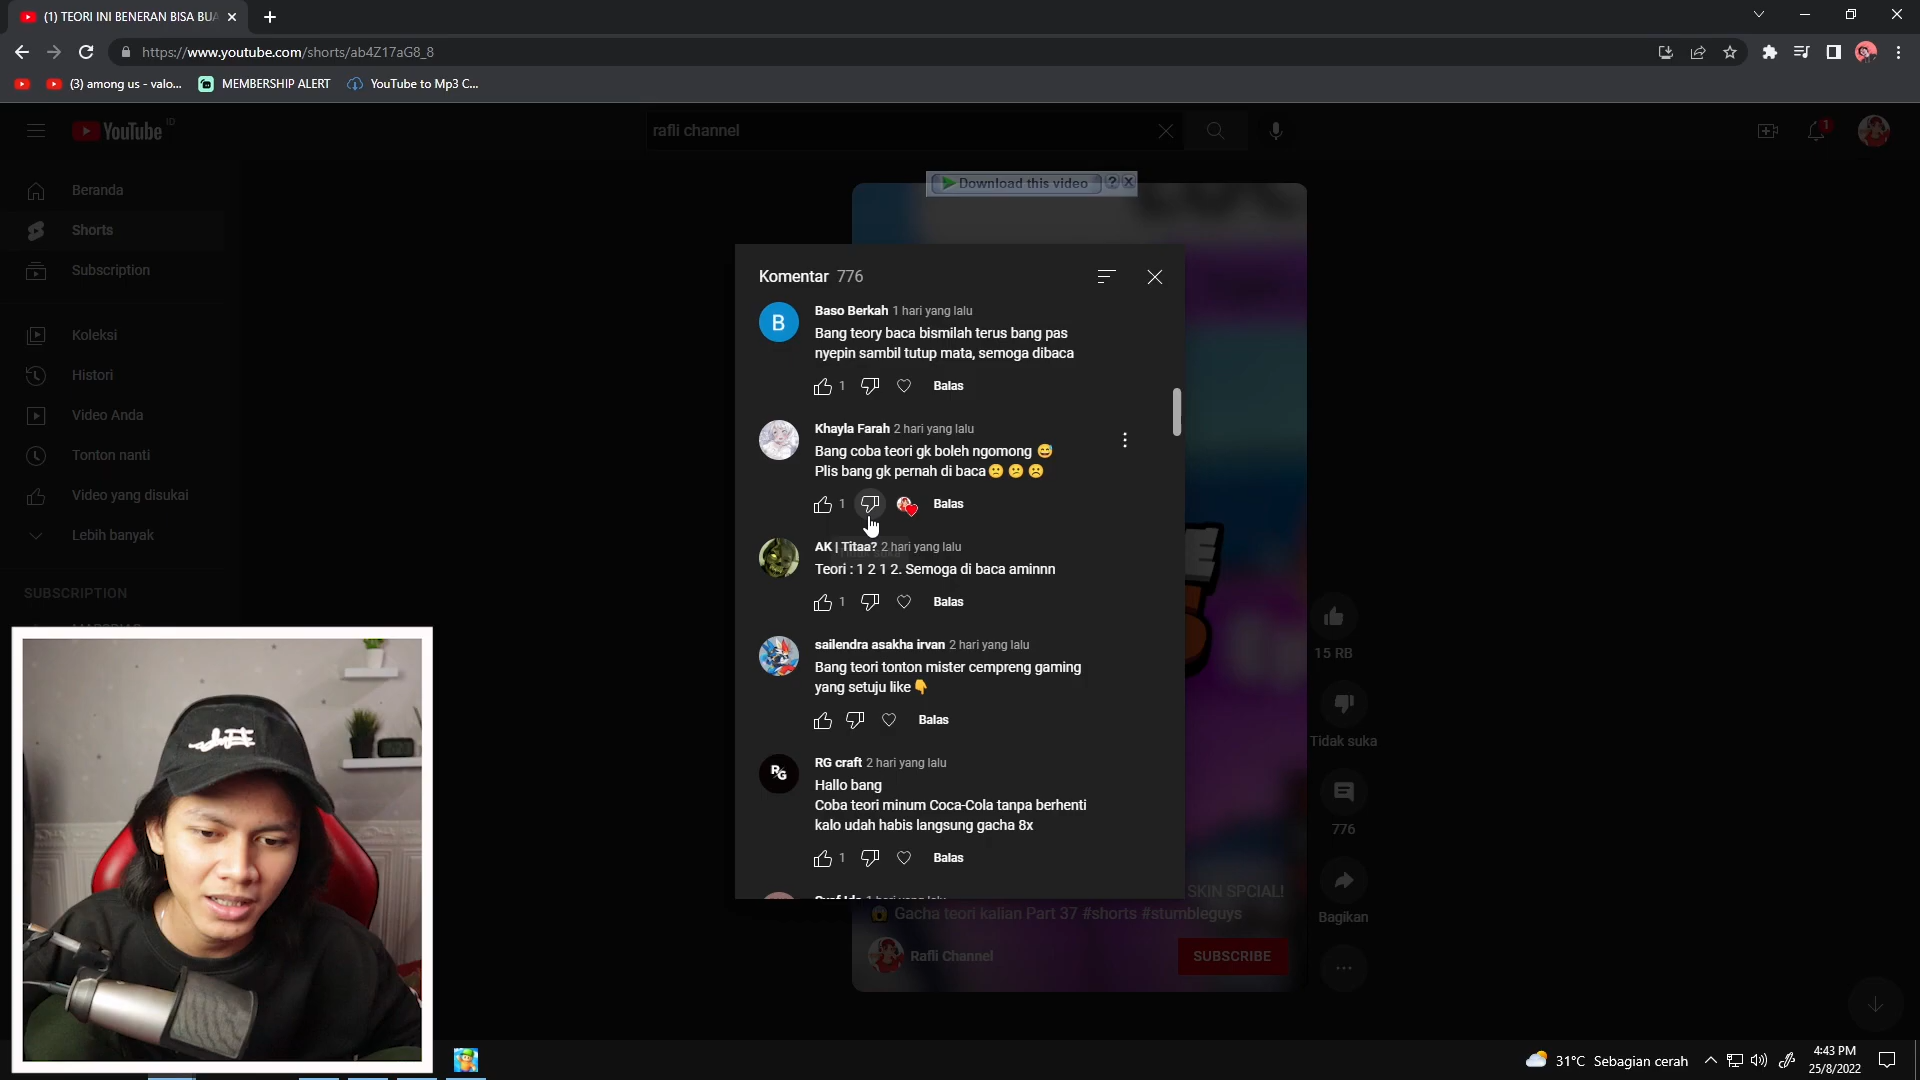 (1) TEORI INI BENERAN BISA BUA
https://www.youtube.com/shorts/ab4Z17aG8_8
(3) among us - valo...
MEMBERSHIP ALERT
YouTube to Mp3 C...
YouTube ID
rafli channel
1
Download this video
Beranda
Shorts
Subscription
Koleksi
Histori
Video Anda
Tonton nanti
Video yang disukai
Lebih banyak
SUBSCRIPTION
Komentar 776
B
Baso Berkah 1 hari yang lalu
Bang teory baca bismilah terus bang pas
nyepin sambil tutup mata, semoga dibaca
1 Balas
Khayla Farah 2 hari yang lalu
Bang coba teori gk boleh ngomong 😅
Plis bang gk pernah di baca🙁 😕 ☹️
1 Balas
AK | Titaa? 2 hari yang lalu
Teori : 1 2 1 2. Semoga di baca aminnn
1 Balas
sailendra asakha irvan 2 hari yang lalu
Bang teori tonton mister cempreng gaming
yang setuju like👇
Balas
RG
RG craft 2 hari yang lalu
Hallo bang
Coba teori minum Coca-Cola tanpa berhenti
kalo udah habis langsung gacha 8x
1 Balas
15 RB
Tidak suka
776
Bagikan
SKIN SPCIAL!
😱 Gacha teori kalian Part 37 #shorts #stumbleguys
Rafli Channel
SUBSCRIBE
31°C Sebagian cerah
4:43 PM
25/8/2022